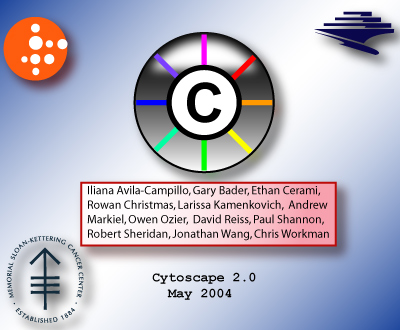 C
Iliana Avila-Campillo, Gary Bader, Ethan Cerami,
Rowan Christmas, Larissa Kamenkovich, Andrew
Markiel, Owen Ozier, David Reiss, Paul Shannon,
Robert Sheridan, Jonathan Wang, Chris Workman
MEMORIAL SLOAN-KETTERING CANCER CENTER
ESTABLISHED 1884
Cytoscape 2.0
May 2004